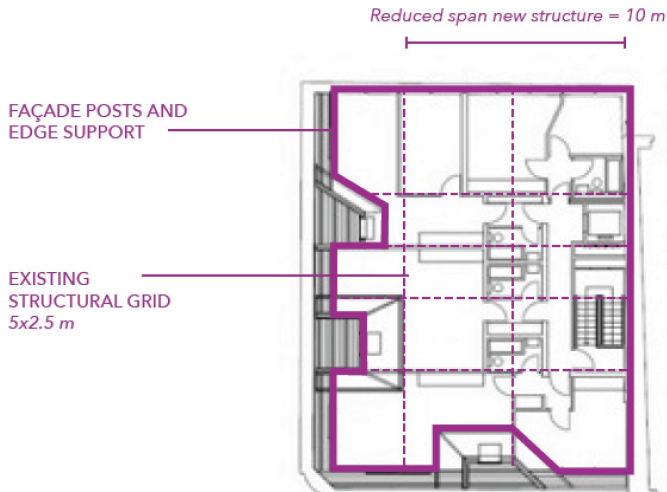 Reduced span new structure = 10 m
FAÇADE POSTS AND
EDGE SUPPORT
EXISTING
STRUCTURAL GRID
5x2.5 m